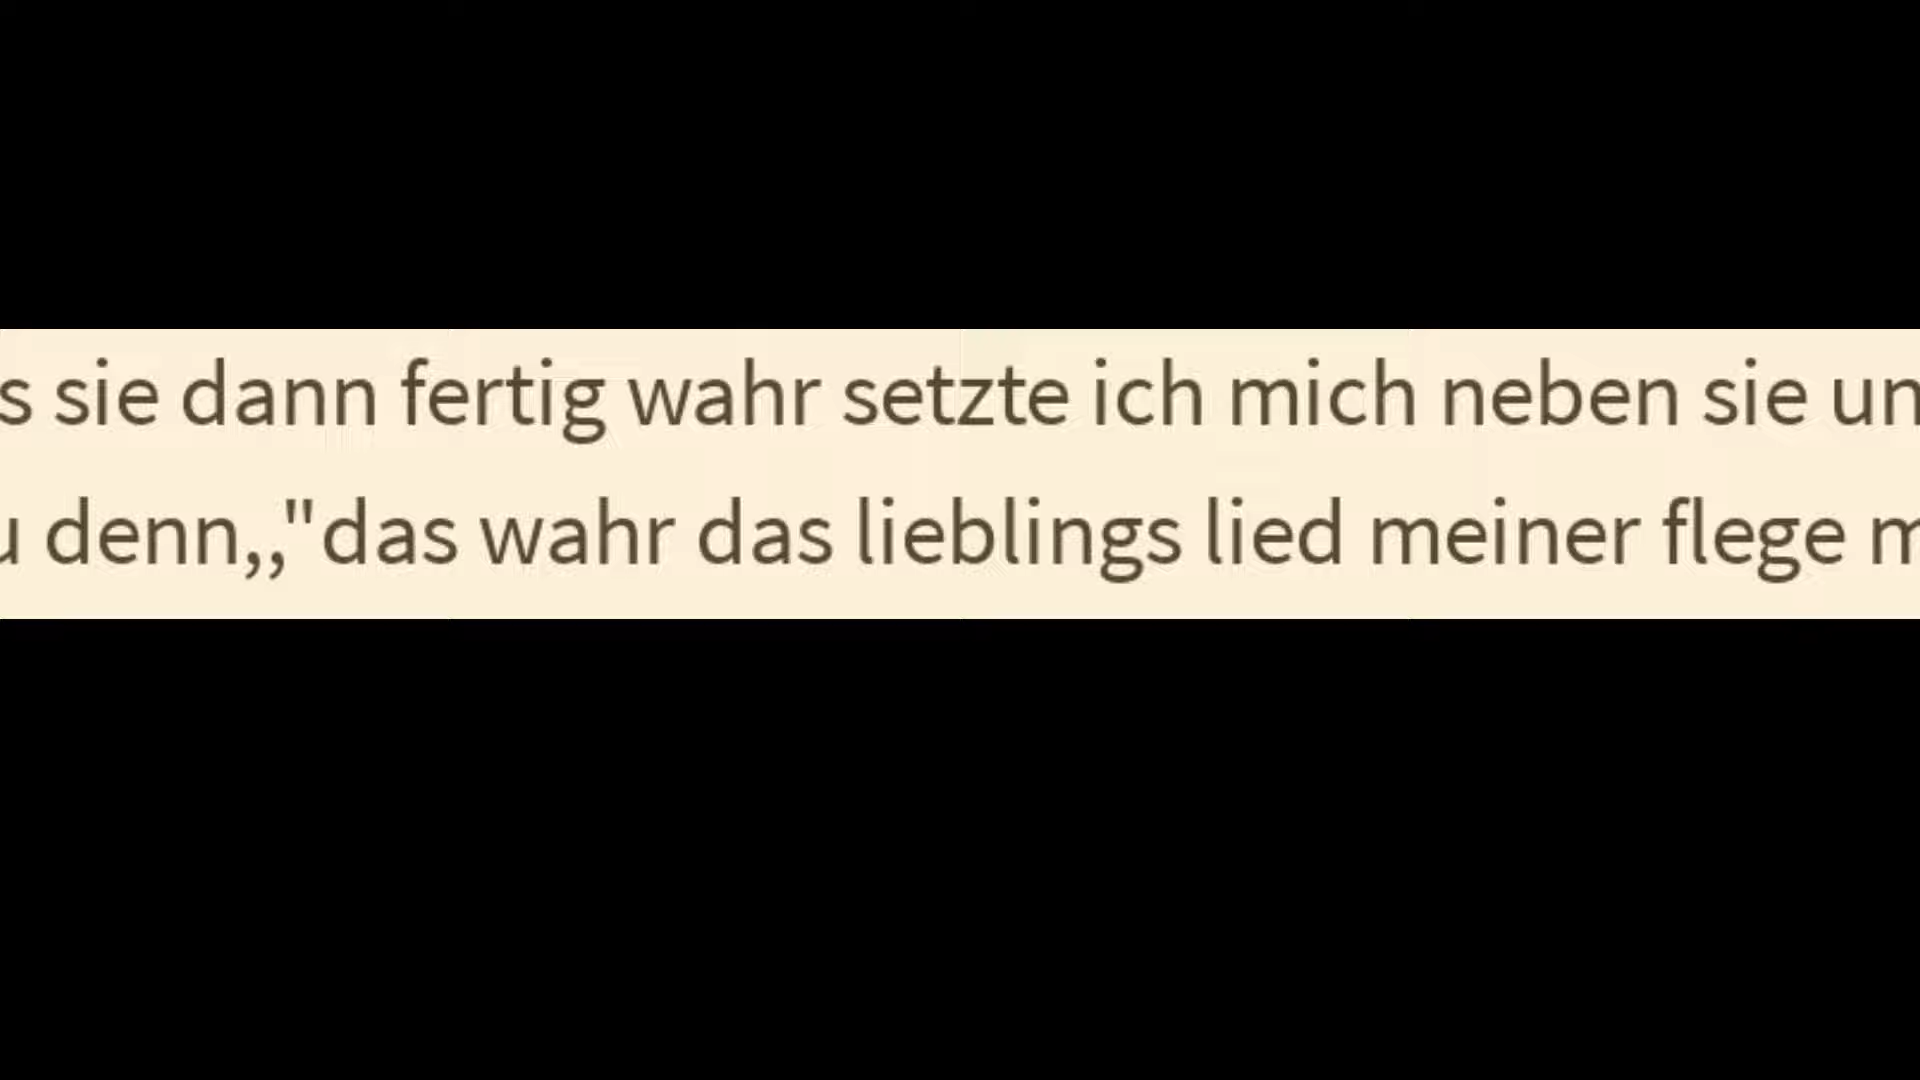 s sie dann fertig wahr setzte ich mich neben sie un
u denn,,"das wahr das lieblings lied meiner flege m